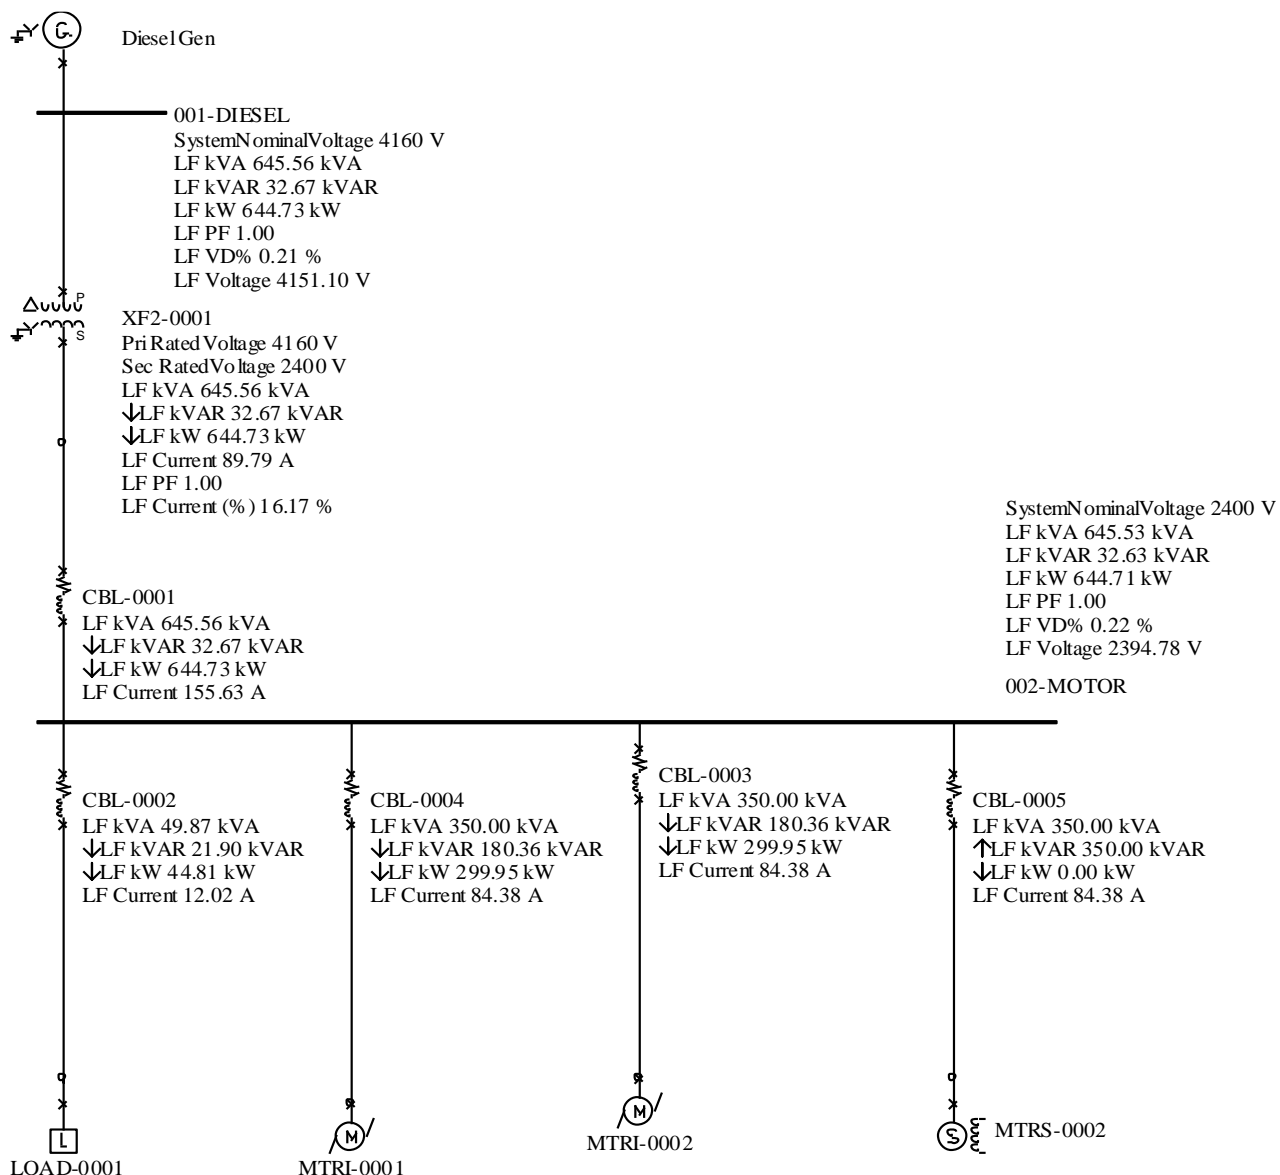 G
Diesel Gen
001-DIESEL
SystemNominalVoltage 4160 V
LF kVA 645.56 kVA
LF kVAR 32.67 kVAR
LF kW 644.73 kW
LF PF 1.00
LF VD% 0.21 %
LF Voltage 4151.10 V
P
S
XF2-0001
Pri Rated Voltage 4160 V
Sec Rated Voltage 2400 V
LF kVA 645.56 kVA
↓LF kVAR 32.67 kVAR
↓LF kW 644.73 kW
LF Current 89.79 A
LF PF 1.00
LF Current (%) 16.17 %
SystemNominalVoltage 2400 V
LF kVA 645.53 kVA
LF kVAR 32.63 kVAR
LF kW 644.71 kW
LF PF 1.00
LF VD% 0.22 %
LF Voltage 2394.78 V
002-MOTOR
CBL-0001
LF kVA 645.56 kVA
↓LF kVAR 32.67 kVAR
↓LF kW 644.73 kW
LF Current 155.63 A
CBL-0002
LF kVA 49.87 kVA
↓LF kVAR 21.90 kVAR
↓LF kW 44.81 kW
LF Current 12.02 A
CBL-0004
LF kVA 350.00 kVA
↓LF kVAR 180.36 kVAR
↓LF kW 299.95 kW
LF Current 84.38 A
CBL-0003
LF kVA 350.00 kVA
↓LF kVAR 180.36 kVAR
↓LF kW 299.95 kW
LF Current 84.38 A
CBL-0005
LF kVA 350.00 kVA
↑LF kVAR 350.00 kVAR
↓LF kW 0.00 kW
LF Current 84.38 A
L
LOAD-0001
M
MTRI-0001
M
MTRI-0002
S
MTRS-0002